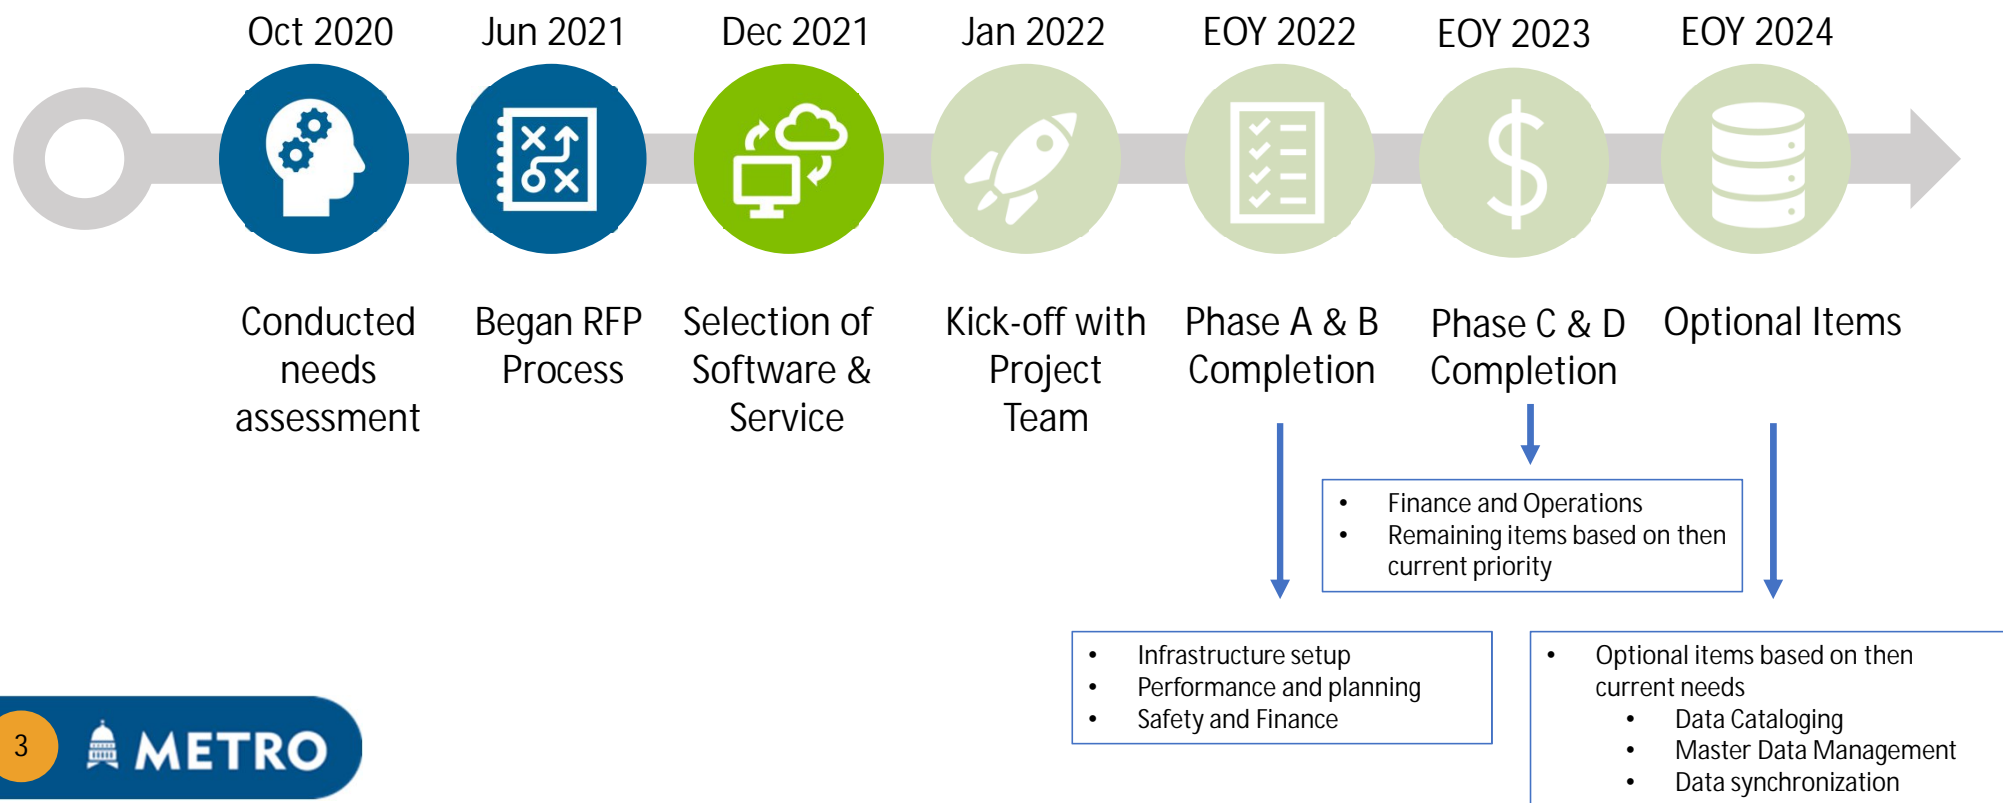 Oct 2020
Jun 2021
Dec 2021
Jan 2022
EOY 2022
EOY 2023
EOY 2024
Conducted
needs
assessment
Began RFP
Process
Selection of
Software &
Service
Kick-off with
Project
Team
Phase A & B
Completion
Phase C & D
Completion
Optional Items
• Finance and Operations
• Remaining items based on then
current priority
• Infrastructure setup
• Performance and planning
• Safety and Finance
• Optional items based on then
current needs
• Data Cataloging
• Master Data Management
• Data synchronization
3
METRO